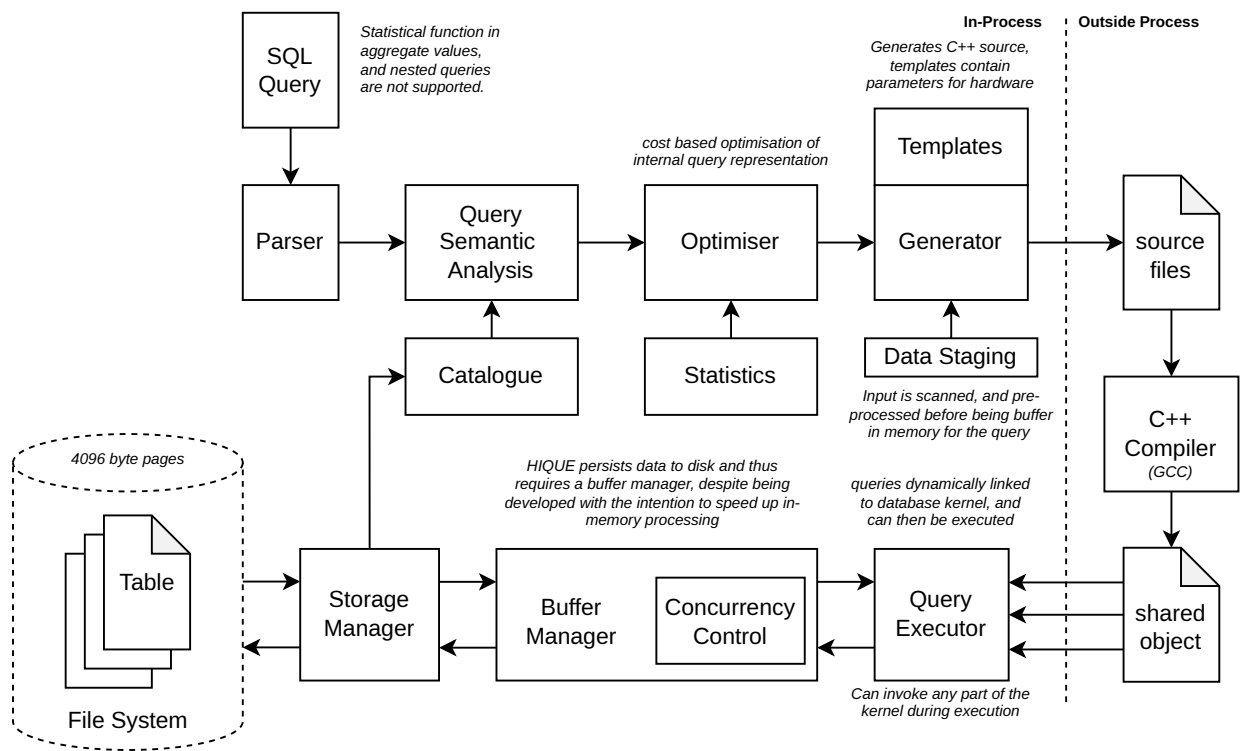 In-Process
Outside Process
SQL
Query
Statistical function in
aggregate values,
and nested queries
are not supported.
Generates C++ source,
templates contain
parameters for hardware
cost based optimisation of
internal query representation
Templates
Parser
Query
Semantic
Analysis
Optimiser
Generator
source
files
Catalogue
Statistics
Data Staging
Input is scanned, and pre-
processed before being buffer
in memory for the query
C++
Compiler
(GCC)
4096 byte pages
HIQUE persists data to disk and thus
requires a buffer manager, despite being
developed with the intention to speed up in-
memory processing
queries dynamically linked
to database kernel, and
can then be executed
Table
File System
Storage
Manager
Buffer
Manager
Concurrency
Control
Query
Executor
shared
object
Can invoke any part of the
kernel during execution